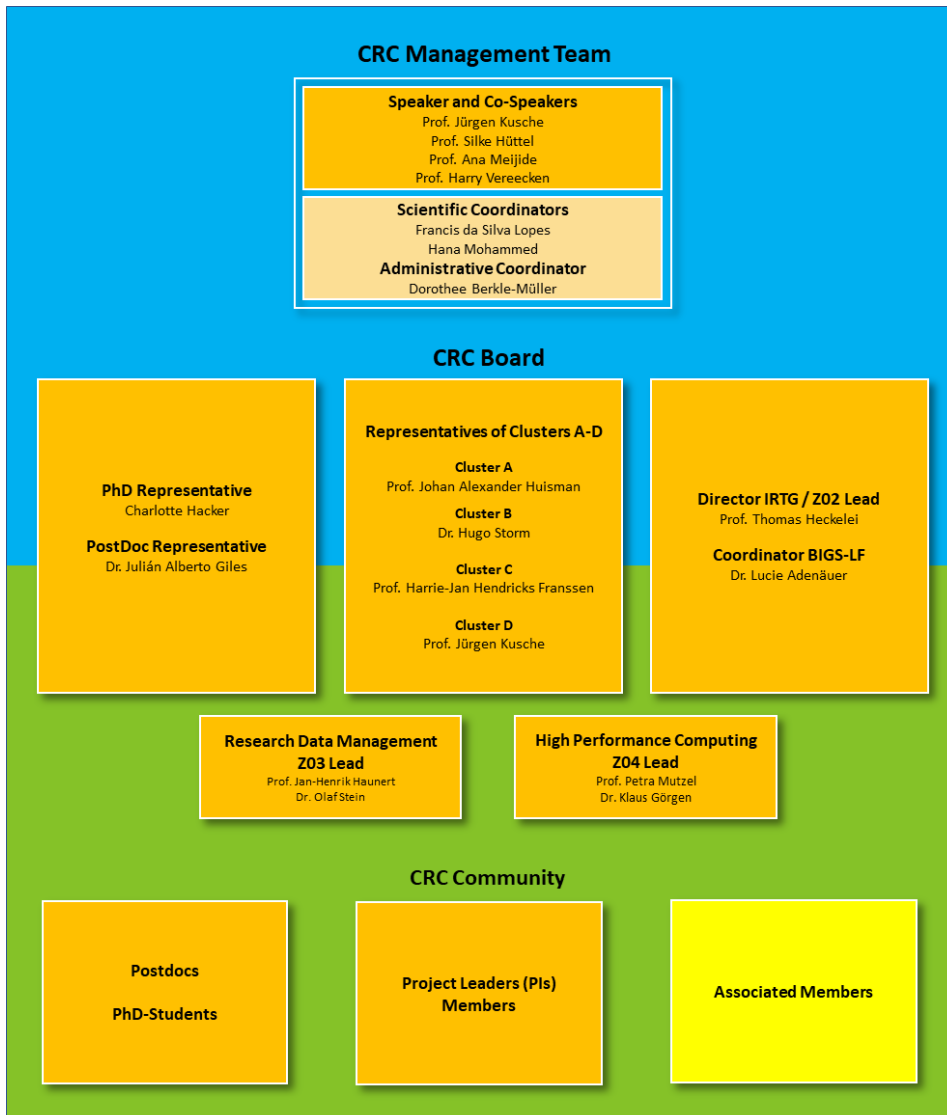 CRC Management Team
Speaker and Co-Speakers
Prof. Jürgen Kusche
Prof. Silke Hüttel
Prof. Ana Meijide
Prof. Harry Vereecken
Scientific Coordinators
Francis da Silva Lopes
Hana Mohammed
Administrative Coordinator
Dorothee Berkle-Müller
CRC Board
PhD Representative
Charlotte Hacker
PostDoc Representative
Dr. Julián Alberto Giles
Representatives of Clusters A-D
Cluster A
Prof. Johan Alexander Huisman
Cluster B
Dr. Hugo Storm
Cluster C
Prof. Harrie-Jan Hendricks Franssen
Cluster D
Prof. Jürgen Kusche
Director IRTG / Z02 Lead
Prof. Thomas Heckelei
Coordinator BIGS-LF
Dr. Lucie Adenäuer
Research Data Management
Z03 Lead
Prof. Jan-Henrik Haunert
Dr. Olaf Stein
High Performance Computing
Z04 Lead
Prof. Petra Mutzel
Dr. Klaus Görgen
CRC Community
Postdocs
PhD-Students
Project Leaders (PIs)
Members
Associated Members